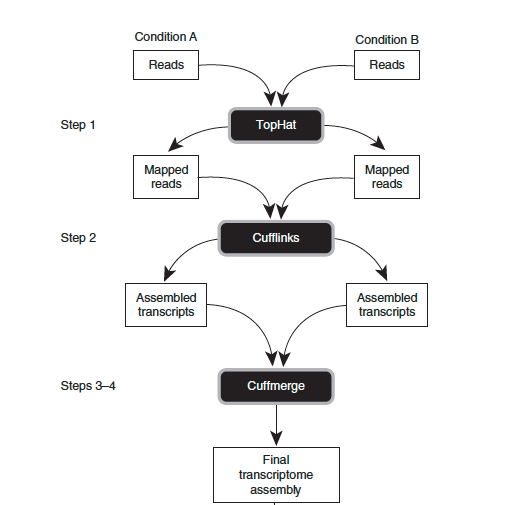 Condition A
Condition B
Reads
Reads
Step 1
TopHat
Mapped
reads
Mapped
reads
Step 2
Cufflinks
Assembled
transcripts
Assembled
transcripts
Steps 3–4
Cuffmerge
Final
transcriptome
assembly